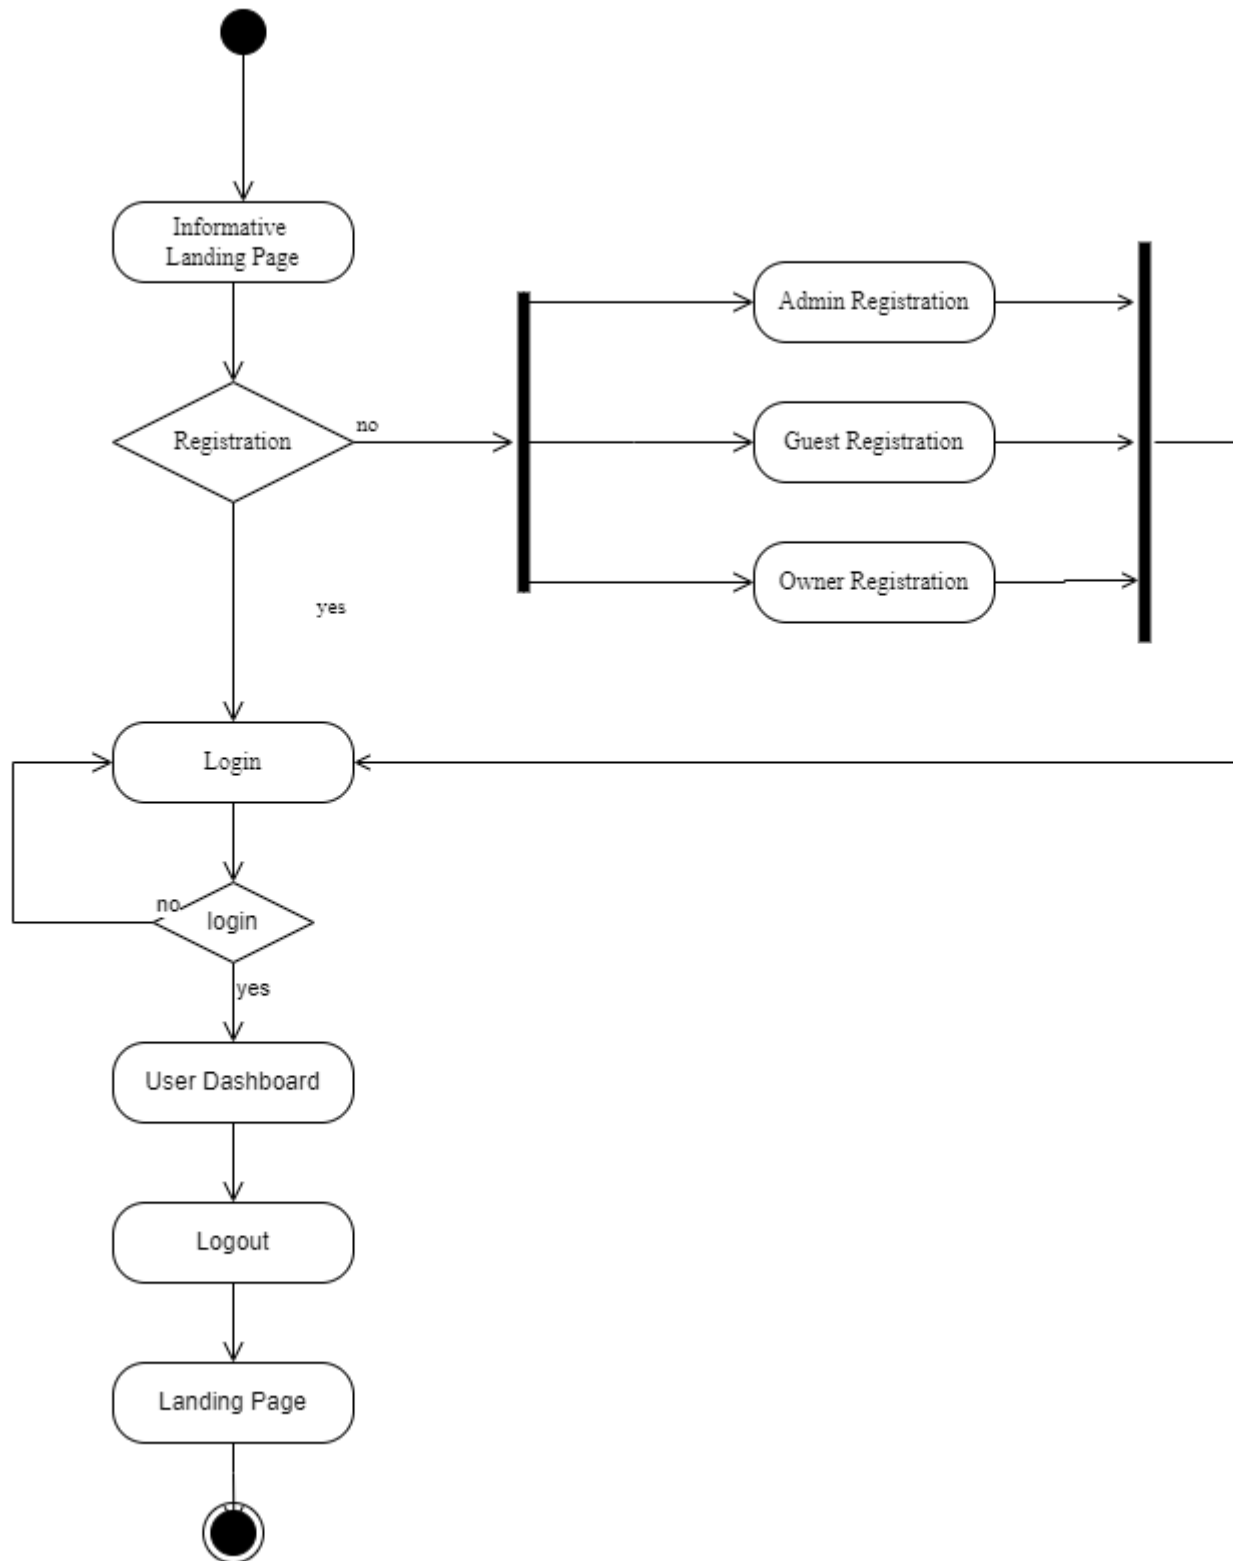 Informative
Landing Page
Admin Registration
Registration
no
Guest Registration
Owner Registration
yes
Login
no
login
yes
User Dashboard
Logout
Landing Page